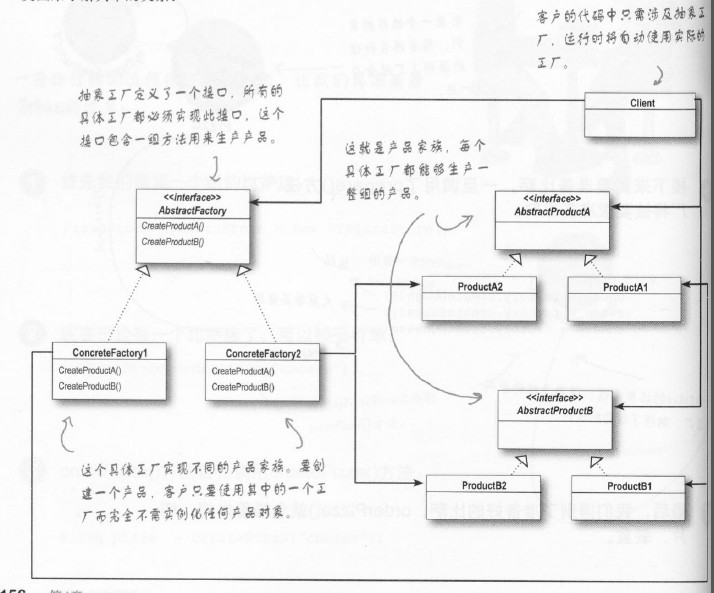 客户的代码中只需涉及抽象工
厂，运行时将自动使用实际的
工厂。
抽象工厂定义了一个接口，所有的
具体工厂都必须实现此接口，这个
接口包含一组方法用来生产产品。
Client
这就是产品家族，每个
具体工厂都能够生产一
整组的产品。
<<interface>>
AbstractFactory
CreateProductA()
CreateProductB()
<<interface>>
AbstractProductA
ProductA2
ProductA1
ConcreteFactory1
CreateProductA()
CreateProductB()
ConcreteFactory2
CreateProductA()
CreateProductB()
<<interface>>
AbstractProductB
这个具体工厂实现不同的产品家族。要创
建一个产品，客户只要使用其中的一个工
厂而完全不需实例化任何产品对象。
ProductB2
ProductB1